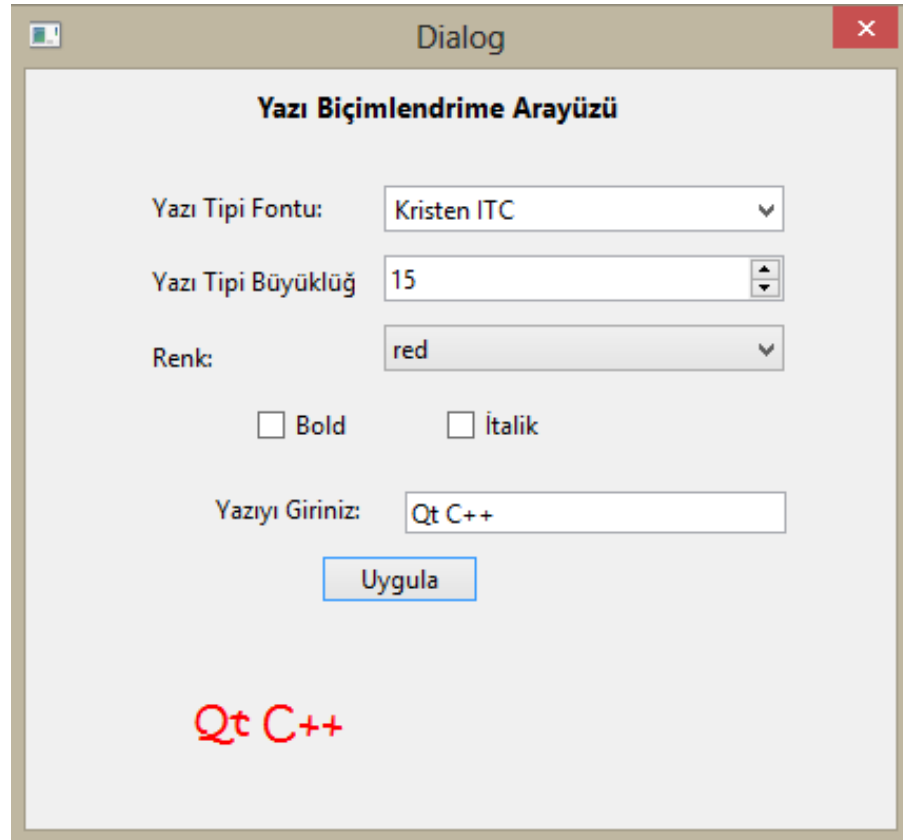 Dialog
Yazı Biçimlendrime Arayüzü
Yazı Tipi Fontu: Kristen ITC
Yazı Tipi Büyüklüğ 15
Renk: red
Bold İtalik
Yazıyı Giriniz: Qt C++
Uygula
Qt C++